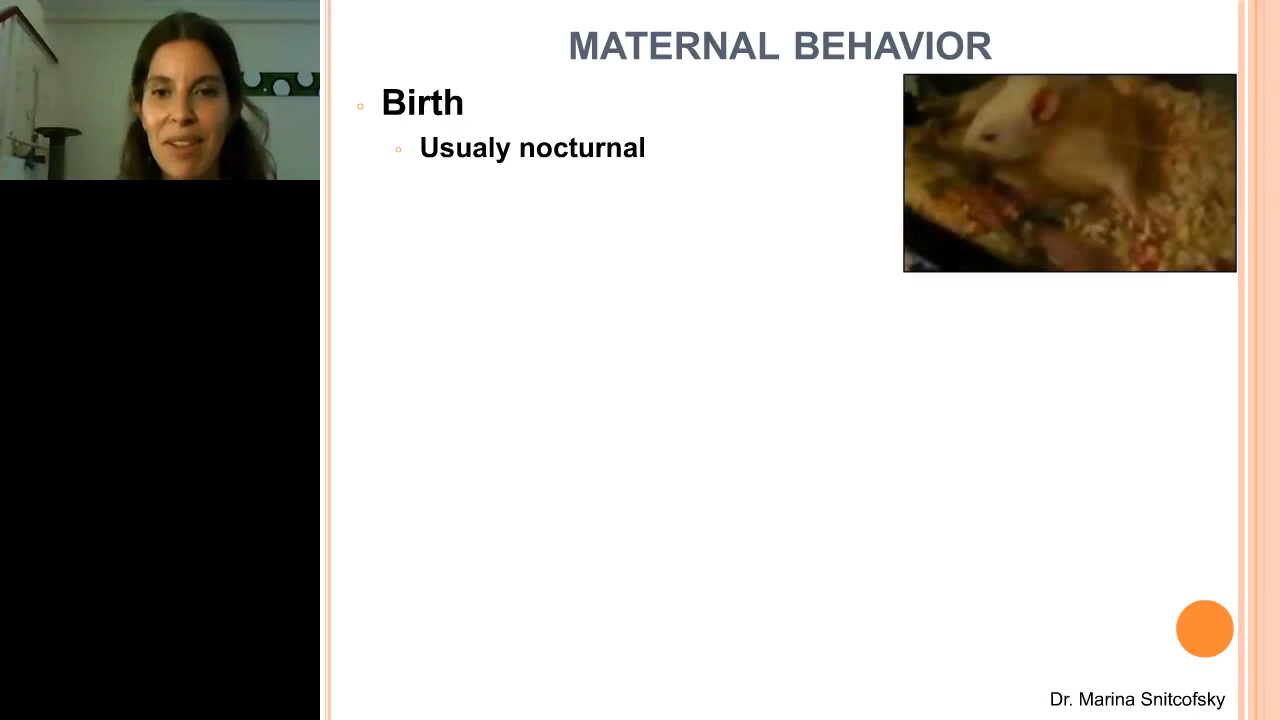 MATERNAL BEHAVIOR
Birth
Usualy nocturnal
Dr. Marina Snitcofsky